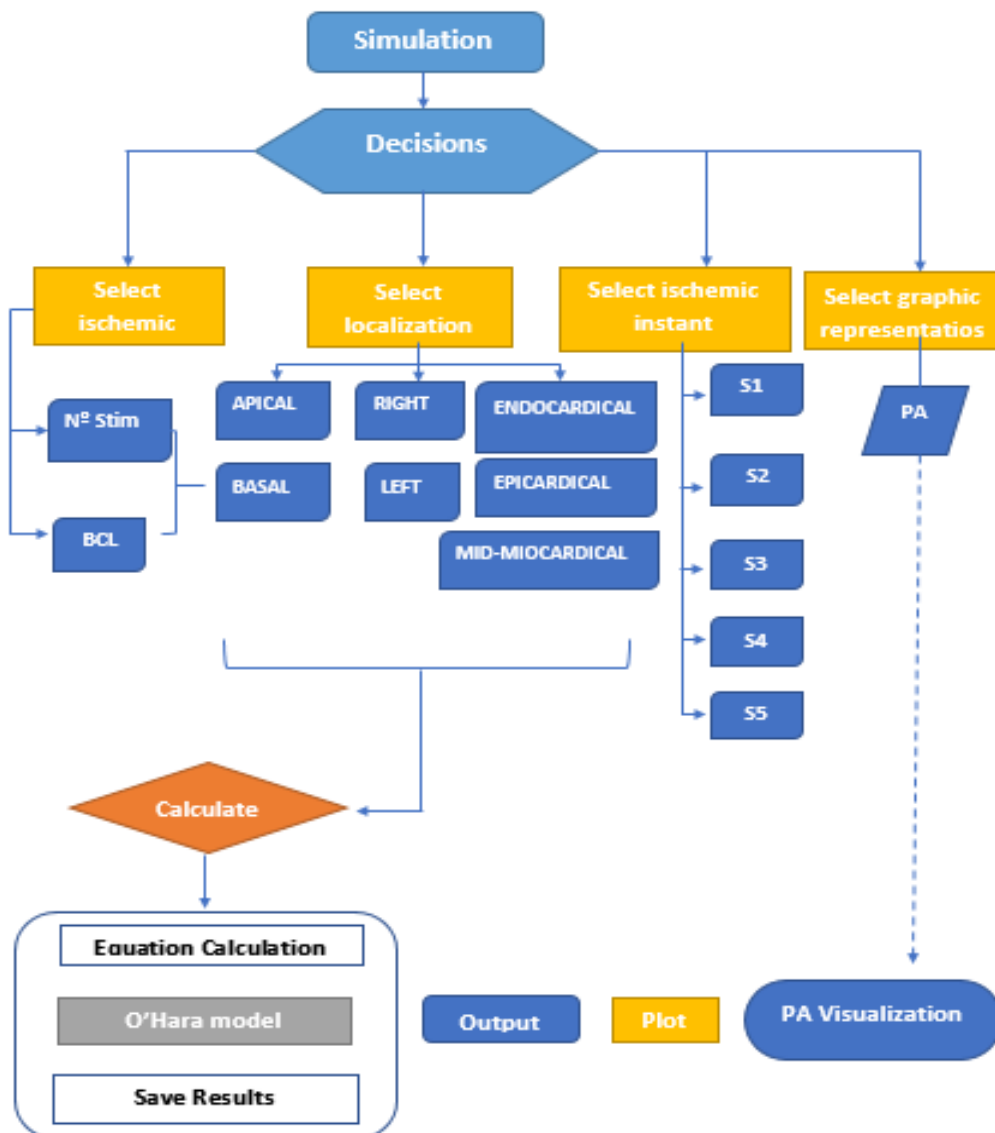 Simulation
Decisions
Select
ischemic
Select
localization
Select ischemic
instant
Select graphic
representatios
Nº Stim
BCL
APICAL
BASAL
RIGHT
LEFT
ENDOCARDICAL
EPICARDICAL
MID-MIOCARDICAL
S1
S2
S3
S4
S5
PA
Calculate
Equation Calculation
O'Hara model
Save Results
Output
Plot
PA Visualization